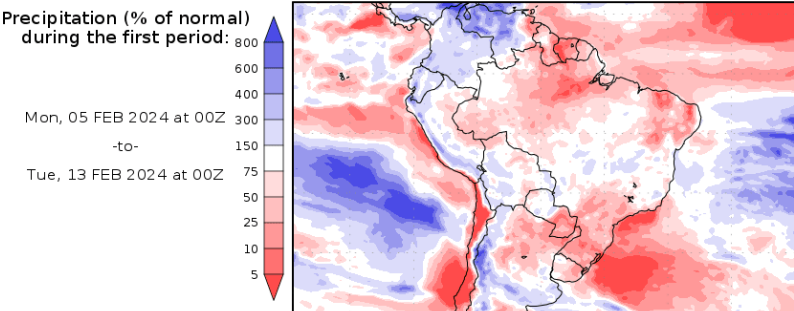 Precipitation (% of normal)
during the first period:
Mon, 05 FEB 2024 at 00Z
-to-
Tue, 13 FEB 2024 at 00Z
800
600
400
300
150
75
50
25
10
5